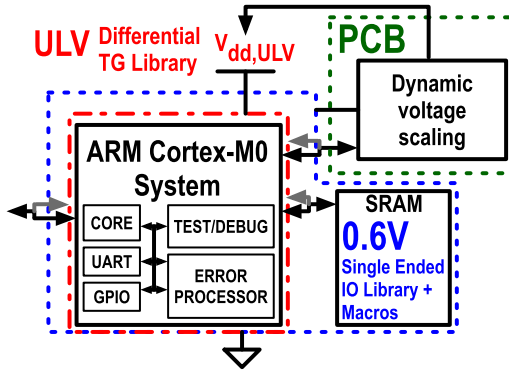 ULV Differential TG Library
Vdd,ULV
PCB
Dynamic
voltage
scaling
ARM Cortex-M0
System
CORE
UART
GPIO
TEST/DEBUG
ERROR
PROCESSOR
SRAM
0.6V
Single Ended
IO Library +
Macros